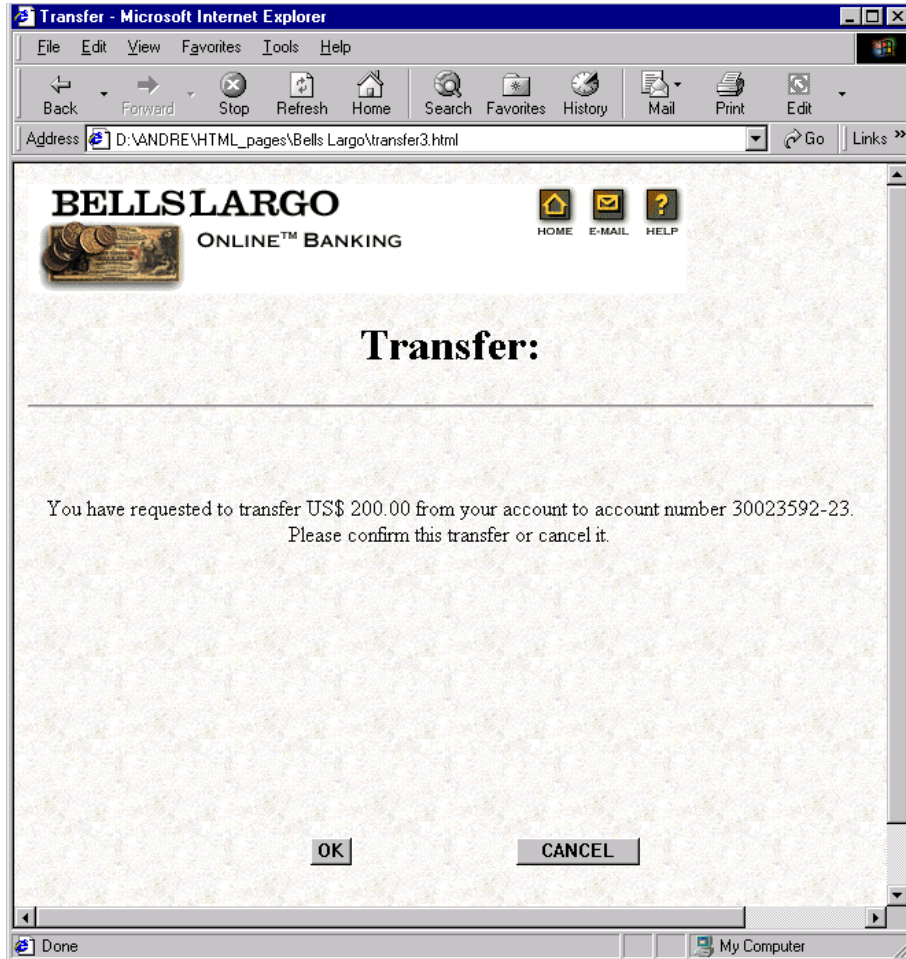 Transfer - Microsoft Internet Explorer
File Edit View Favorites Tools Help
Back Forward Stop Refresh Home Search Favorites History Mail Print Edit
Address D:\ANDRE\HTML_pages\Bells Largo\transfer3.html Go Links »
BELLS LARGO
ONLINE™ BANKING
HOME E-MAIL HELP
Transfer:
You have requested to transfer US$ 200.00 from your account to account number 30023592-23.
Please confirm this transfer or cancel it.
OK CANCEL
Done My Computer